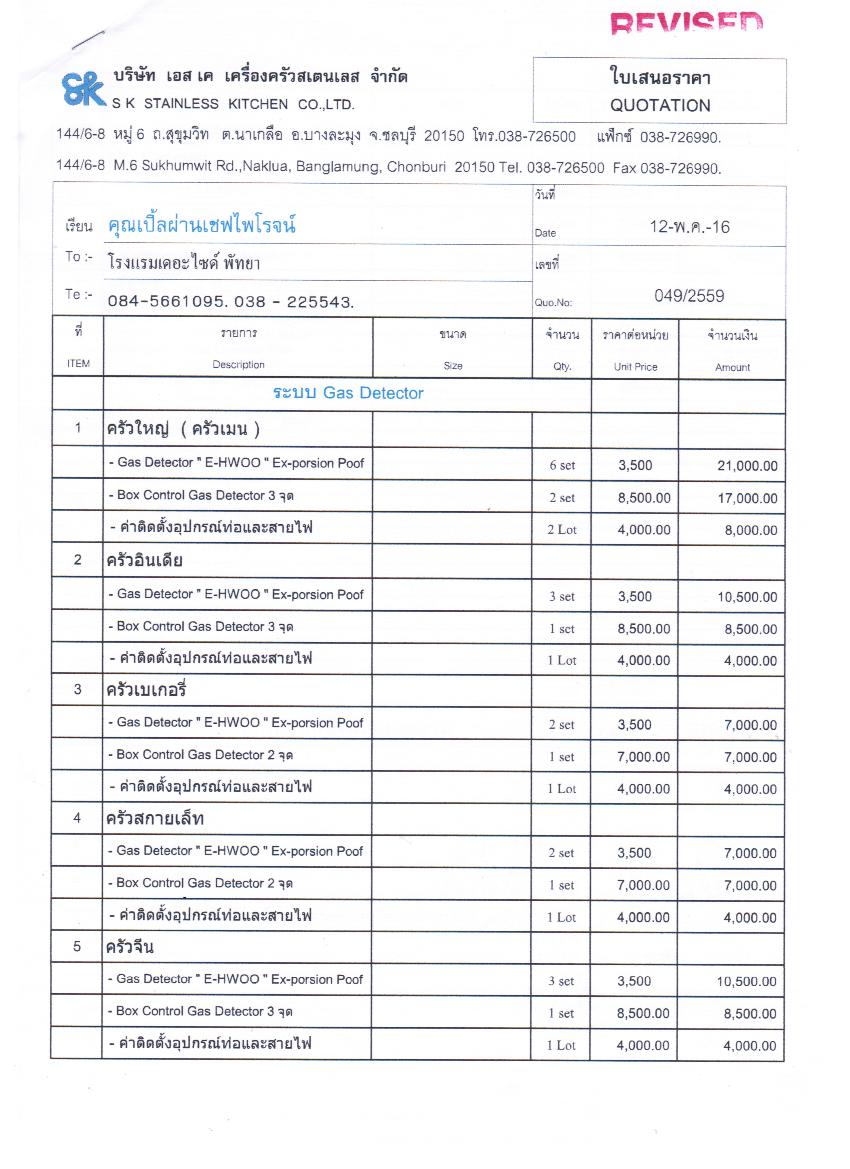 REVISED
SK
บริษัท เอส เค เครื่องครัวสเตนเลส จำกัด
S K STAINLESS KITCHEN CO.,LTD.
ใบเสนอราคา
QUOTATION
144/6-8 หมู่ 6 ถ.สุขุมวิท ต.นาเกลือ อ.บางละมุง จ.ชลบุรี 20150 โทร.038-726500 แฟ็กซ์ 038-726990.
144/6-8 M.6 Sukhumwit Rd.,Naklua, Banglamung, Chonburi 20150 Tel. 038-726500 Fax 038-726990.
เรียน คุณเปิ้ลผ่านเชฟไพโรจน์
วันที่
Date 12-พ.ค.-16
To :- โรงแรมเดอะไซด์ พัทยา
เลขที่
Te :- 084-5661095. 038 - 225543.
Quo.No: 049/2559
ที่ รายการ ขนาด จำนวน ราคาต่อหน่วย จำนวนเงิน
ITEM Description Size Qty. Unit Price Amount
ระบบ Gas Detector
1 ครัวใหญ่ ( ครัวเมน )
- Gas Detector " E-HWOO " Ex-porsion Poof 6 set 3,500 21,000.00
- Box Control Gas Detector 3 จุด 2 set 8,500.00 17,000.00
- ค่าติดตั้งอุปกรณ์ท่อและสายไฟ 2 Lot 4,000.00 8,000.00
2 ครัวอินเดีย
- Gas Detector " E-HWOO " Ex-porsion Poof 3 set 3,500 10,500.00
- Box Control Gas Detector 3 จุด 1 set 8,500.00 8,500.00
- ค่าติดตั้งอุปกรณ์ท่อและสายไฟ 1 Lot 4,000.00 4,000.00
3 ครัวเบเกอรี่
- Gas Detector " E-HWOO " Ex-porsion Poof 2 set 3,500 7,000.00
- Box Control Gas Detector 2 จุด 1 set 7,000.00 7,000.00
- ค่าติดตั้งอุปกรณ์ท่อและสายไฟ 1 Lot 4,000.00 4,000.00
4 ครัวสกายเล็ท
- Gas Detector " E-HWOO " Ex-porsion Poof 2 set 3,500 7,000.00
- Box Control Gas Detector 2 จุด 1 set 7,000.00 7,000.00
- ค่าติดตั้งอุปกรณ์ท่อและสายไฟ 1 Lot 4,000.00 4,000.00
5 ครัวจีน
- Gas Detector " E-HWOO " Ex-porsion Poof 3 set 3,500 10,500.00
- Box Control Gas Detector 3 จุด 1 set 8,500.00 8,500.00
- ค่าติดตั้งอุปกรณ์ท่อและสายไฟ 1 Lot 4,000.00 4,000.00